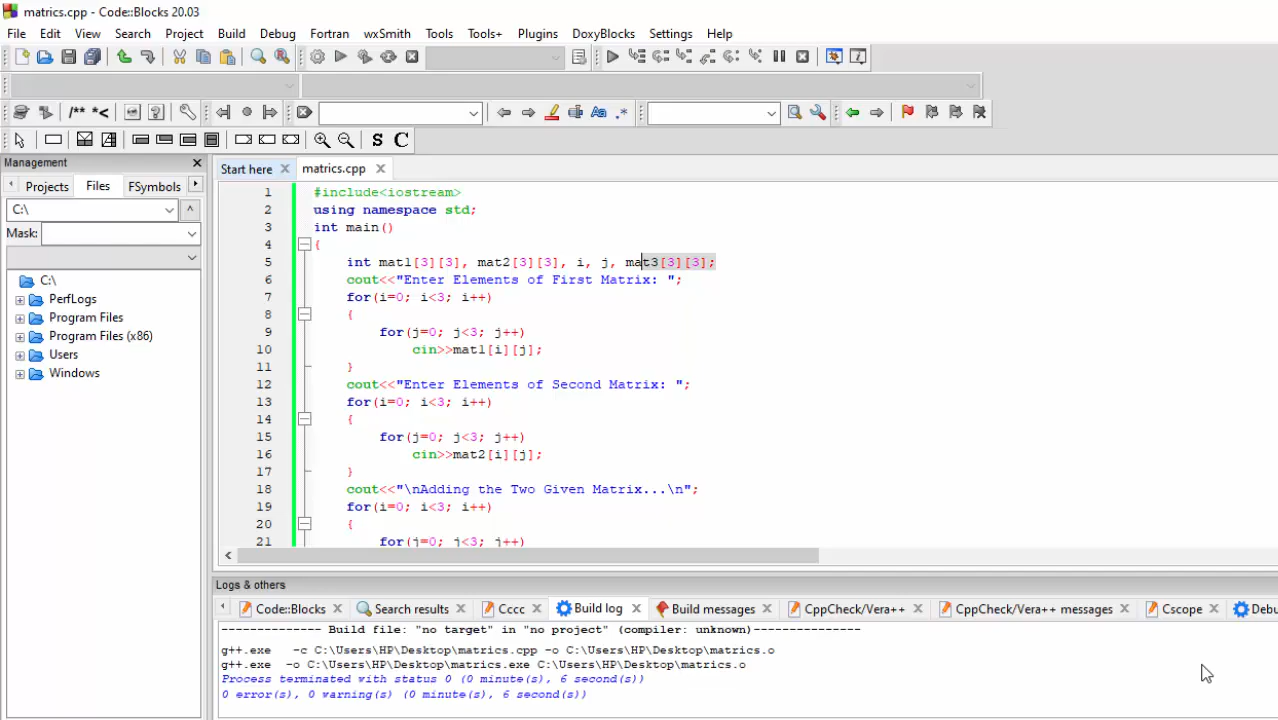 matrics.cpp - Code::Blocks 20.03
File Edit View Search Project Build Debug Fortran wxSmith Tools Tools+ Plugins DoxyBlocks Settings Help
/** *<
S C
Management
Start here matrics.cpp
Projects Files FSymbols
C:\
Mask:
C:\
PerfLogs
Program Files
Program Files (x86)
Users
Windows
1 #include<iostream>
2 using namespace std;
3 int main()
4 {
5 int mat1[3][3], mat2[3][3], i, j, mat3[3][3];
6 cout<<"Enter Elements of First Matrix: ";
7 for(i=0; i<3; i++)
8 {
9 for(j=0; j<3; j++)
10 cin>>mat1[i][j];
11 }
12 cout<<"Enter Elements of Second Matrix: ";
13 for(i=0; i<3; i++)
14 {
15 for(j=0; j<3; j++)
16 cin>>mat2[i][j];
17 }
18 cout<<"\nAdding the Two Given Matrix...\n";
19 for(i=0; i<3; i++)
20 {
21 for(j=0; j<3; j++)
Logs & others
Code::Blocks Search results Cccc Build log Build messages CppCheck/Vera++ CppCheck/Vera++ messages Cscope Debu
-------------- Build file: "no target" in "no project" (compiler: unknown)---------------
g++.exe -c C:\Users\HP\Desktop\matrics.cpp -o C:\Users\HP\Desktop\matrics.o
g++.exe -o C:\Users\HP\Desktop\matrics.exe C:\Users\HP\Desktop\matrics.o
Process terminated with status 0 (0 minute(s), 6 second(s))
0 error(s), 0 warning(s) (0 minute(s), 6 second(s))